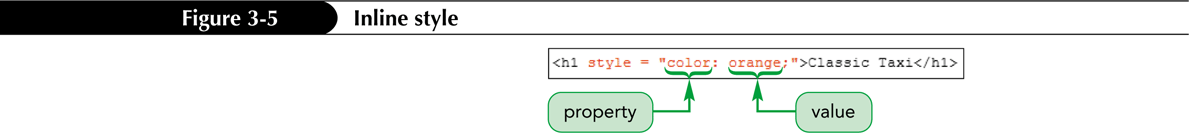 Figure 3-5 Inline style
<h1 style = "color: orange;">Classic Taxi</h1>
property value